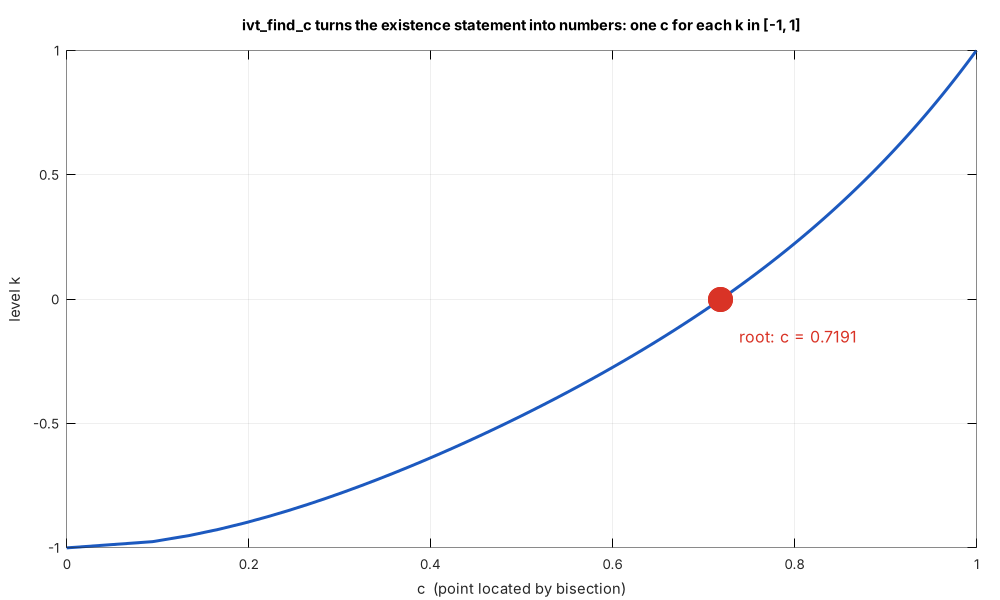 ivt_find_c turns the existence statement into numbers: one c for each k in [-1, 1]
1
0.5
0
-0.5
-1
level k
root: c = 0.7191
0 0.2 0.4 0.6 0.8 1
c (point located by bisection)